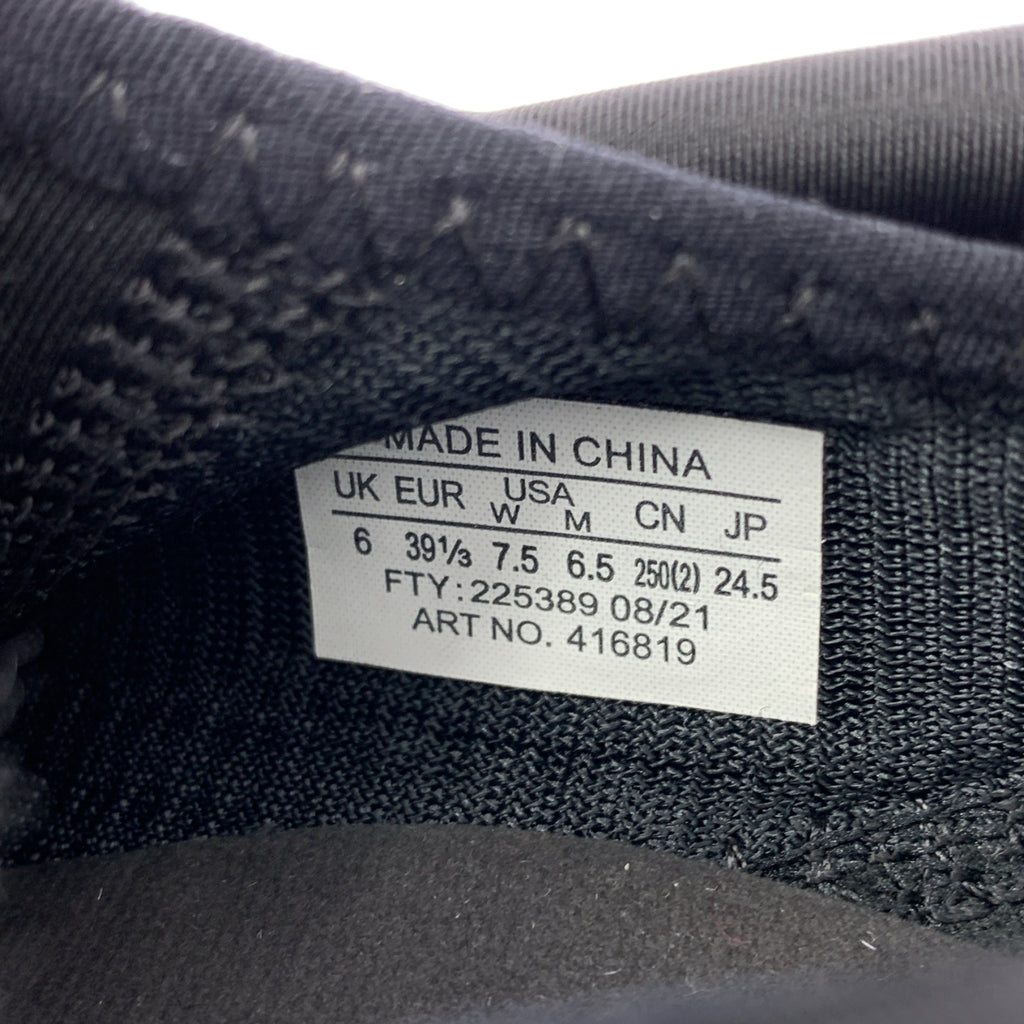 MADE IN CHINA
UK EUR USA CN JP
W M
6 39⅓ 7.5 6.5 250(2) 24.5
FTY: 225389 08/21
ART NO. 416819